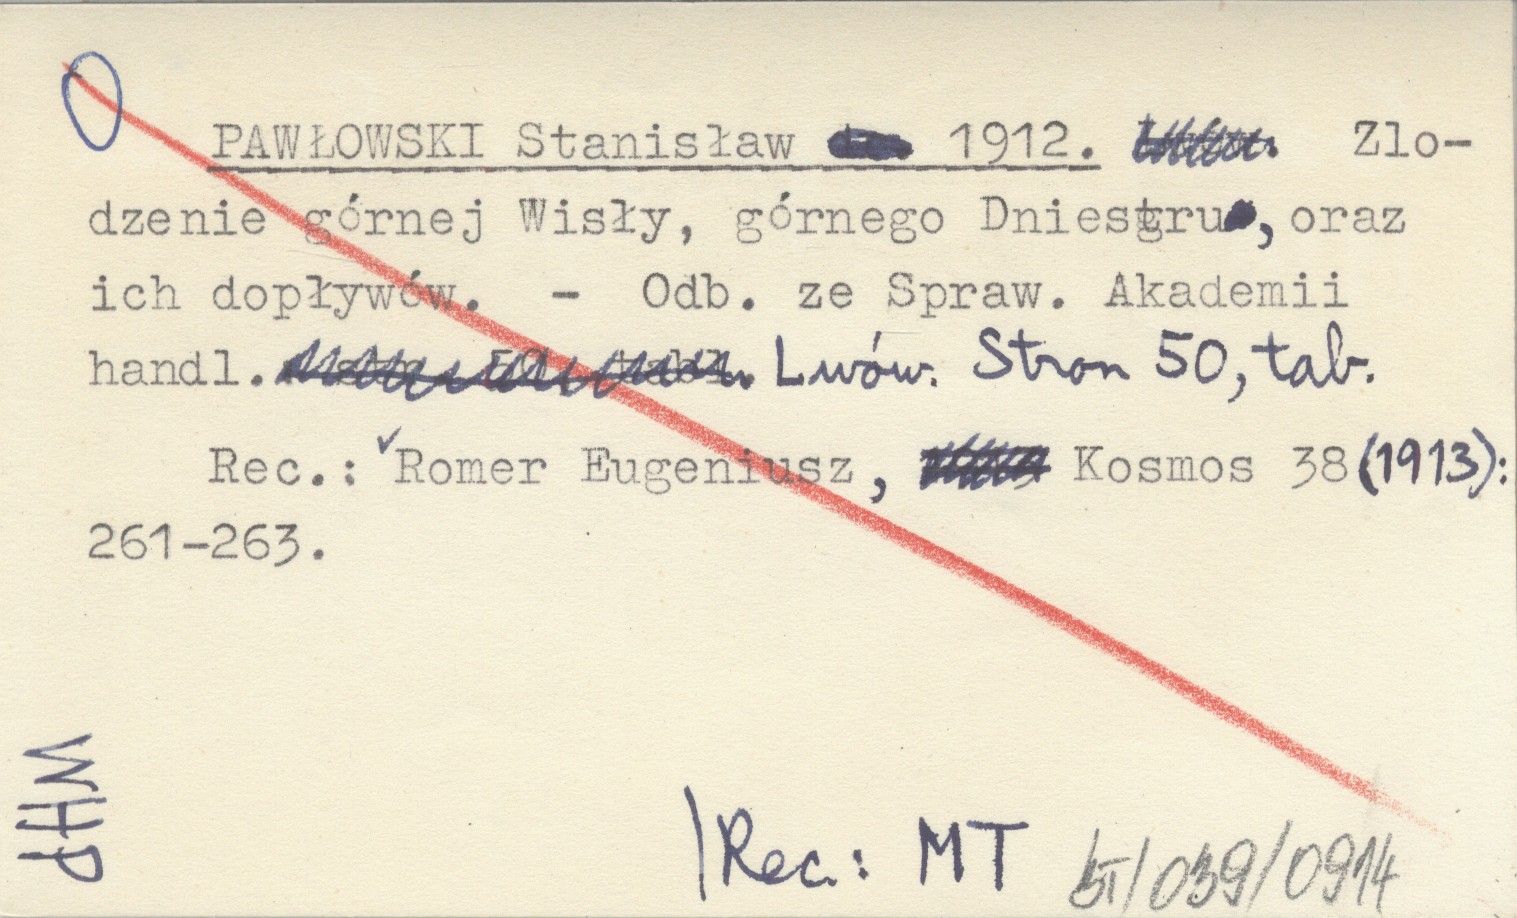 PAWŁOWSKI Stanisław 1912. Zlo-
dzenie górnej Wisły, górnego Dniestru, oraz
ich dopływów. - Odb. ze Spraw. Akademii
handl. Lwów. Stron 50, tab.
Rec.: Romer Eugeniusz, Kosmos 38 (1913):
261-263.
WHP
/Rec.: MT
/039/0914